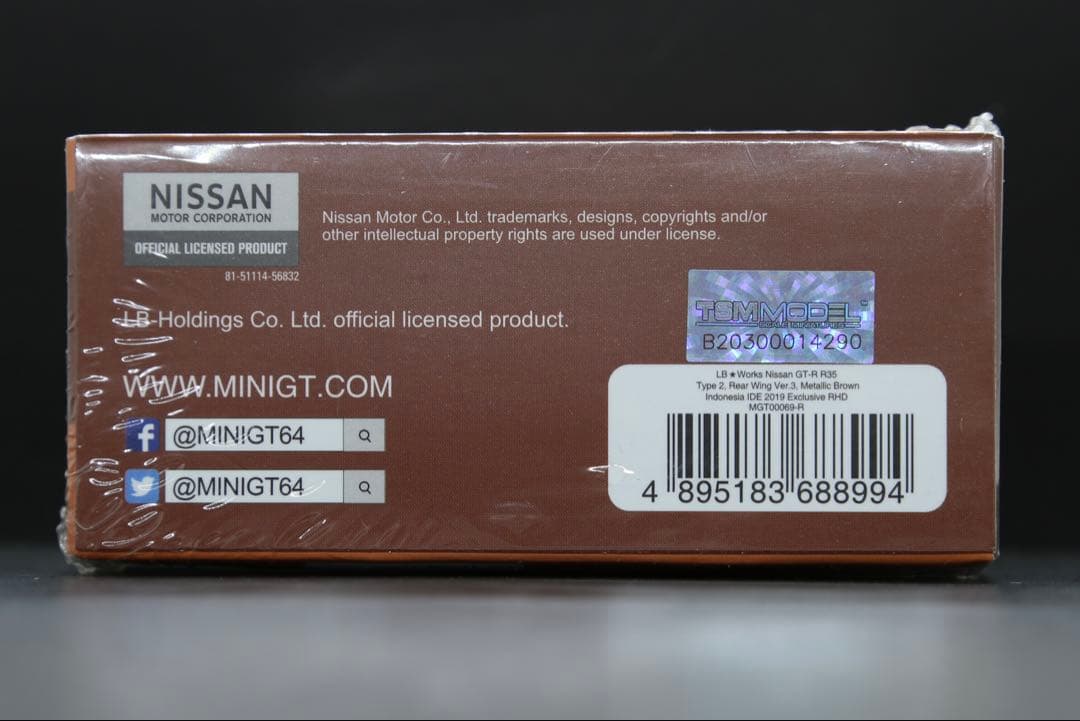 NISSAN
MOTOR CORPORATION
OFFICIAL LICENSED PRODUCT
81-51114-56832
Nissan Motor Co., Ltd. trademarks, designs, copyrights and/or
other intellectual property rights are used under license.
LB-Holdings Co. Ltd. official licensed product.
WWW.MINIGT.COM
@MINIGT64
@MINIGT64
TSMMODEL
SCALE MINIATURES
B20300014290
LB★Works Nissan GT-R R35
Type 2, Rear Wing Ver.3, Metallic Brown
Indonesia IDE 2019 Exclusive RHD
MGT00069-R
4 895183 688994